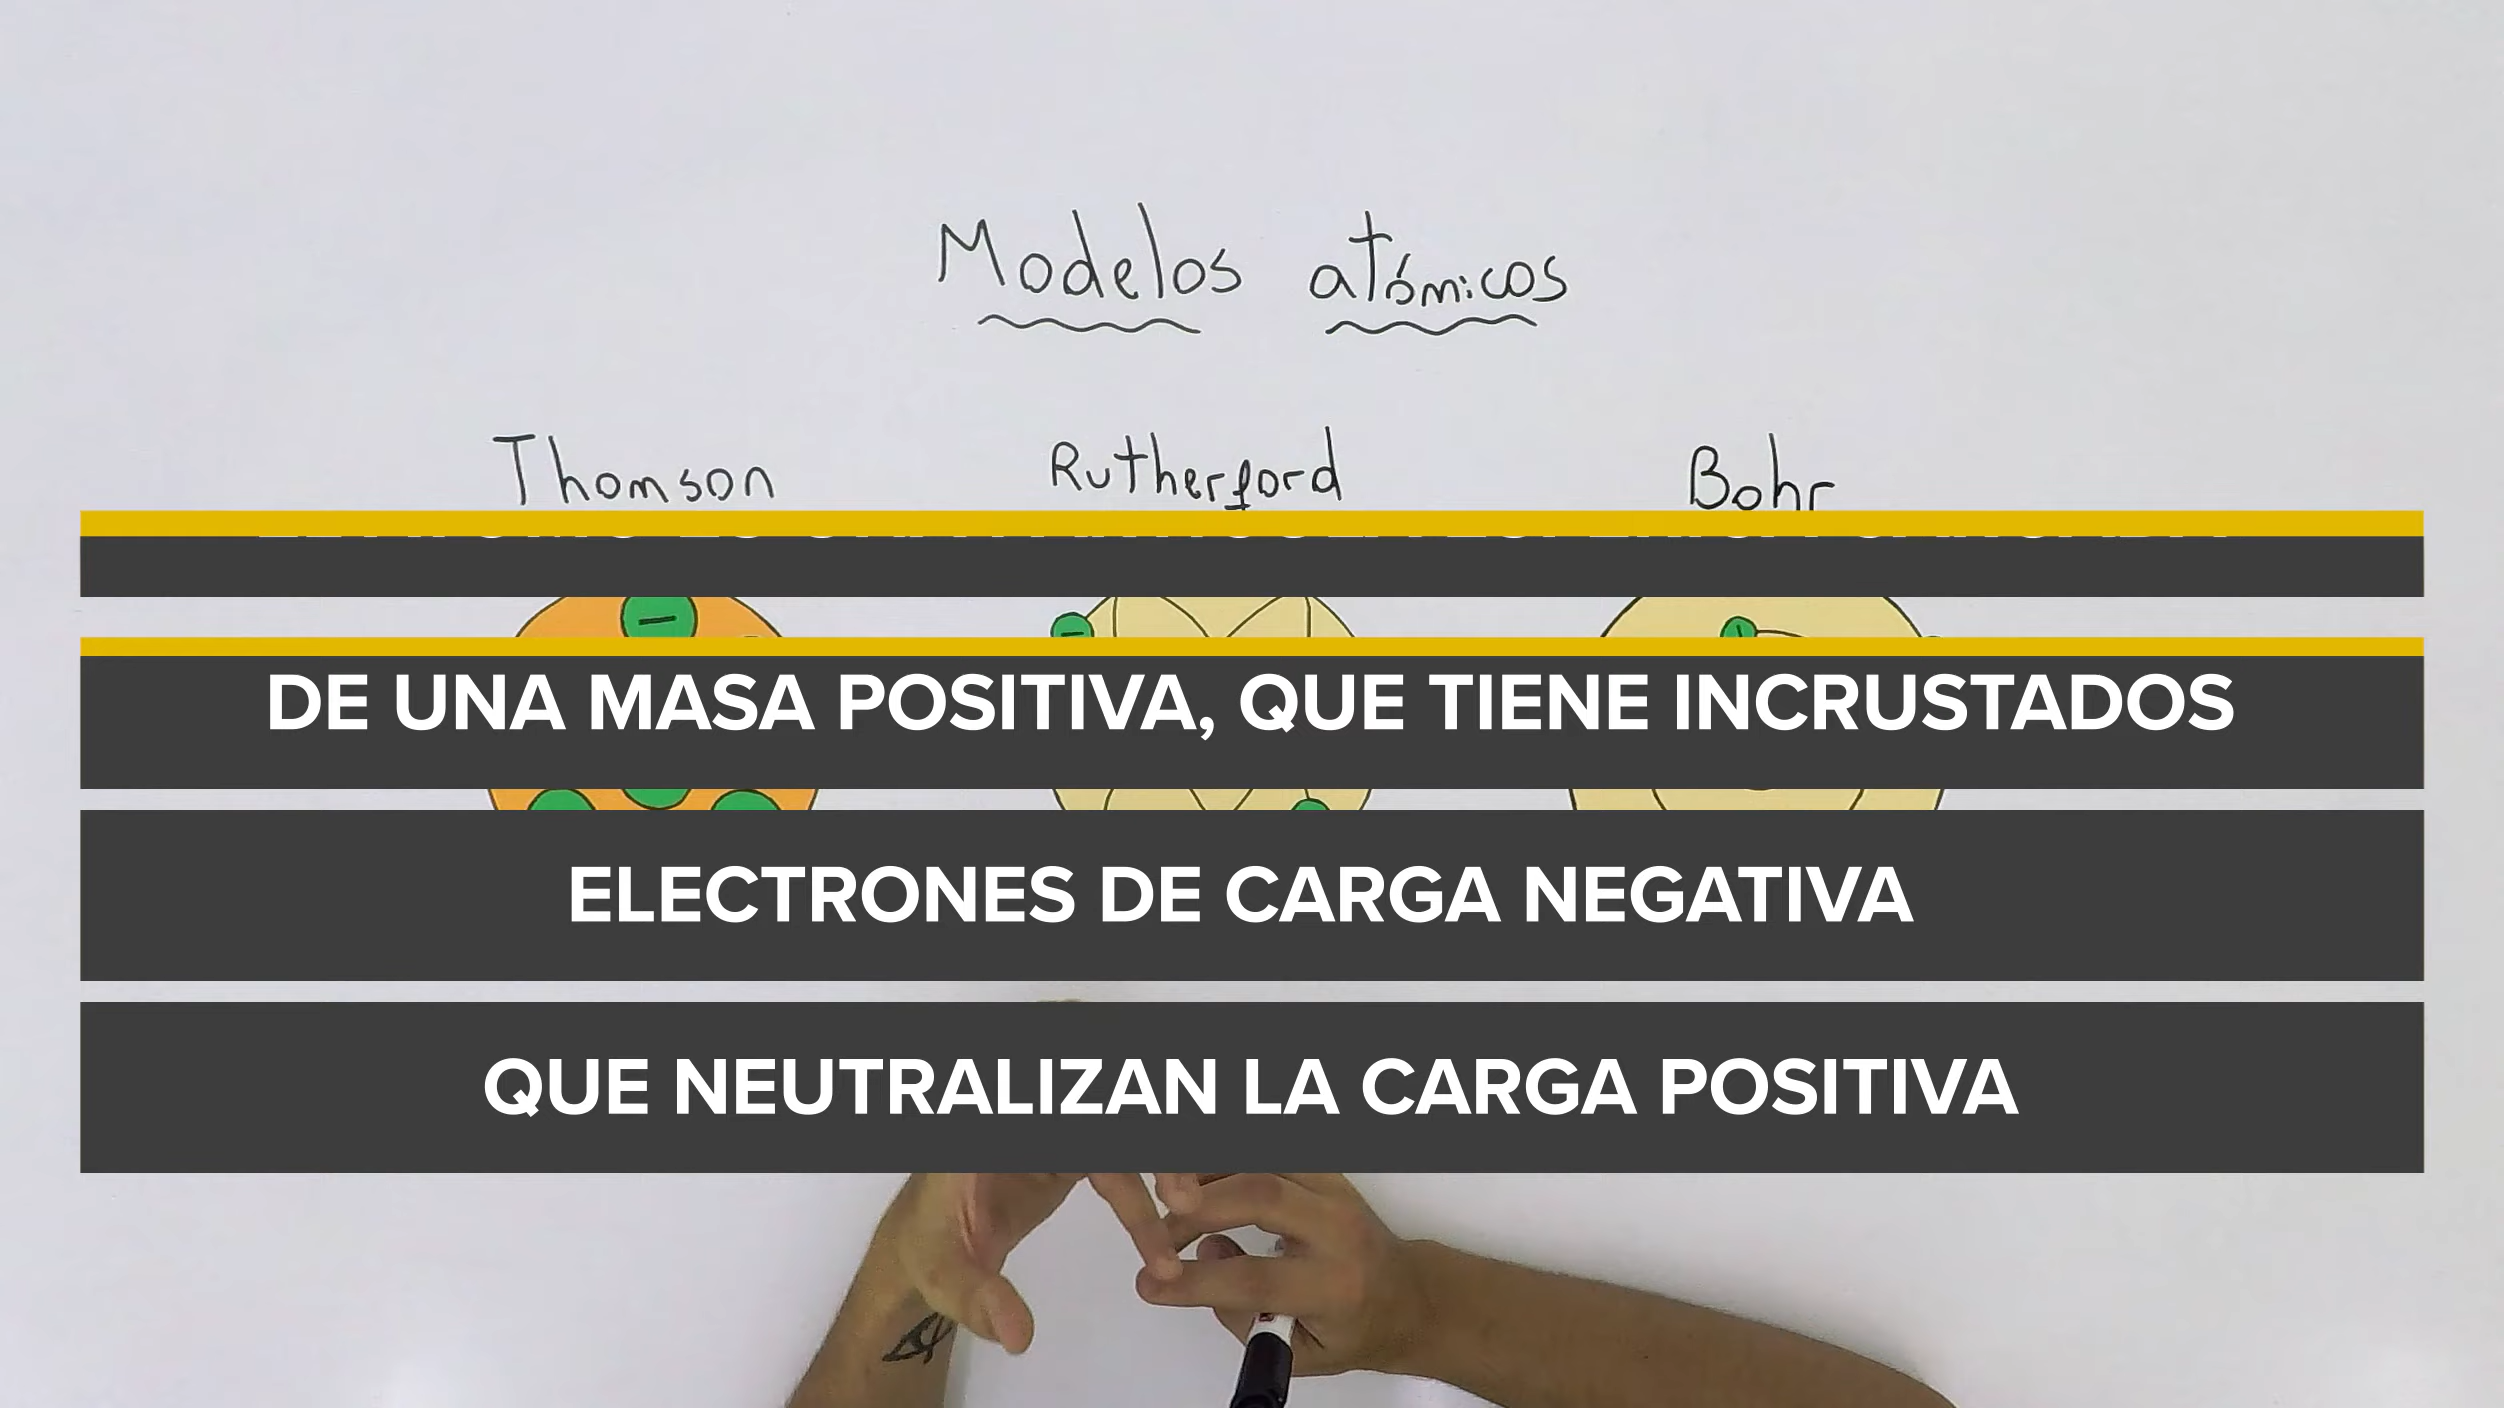 Modelos atómicos
Thomson Rutherford Bohr
DE UNA MASA POSITIVA, QUE TIENE INCRUSTADOS
ELECTRONES DE CARGA NEGATIVA
QUE NEUTRALIZAN LA CARGA POSITIVA